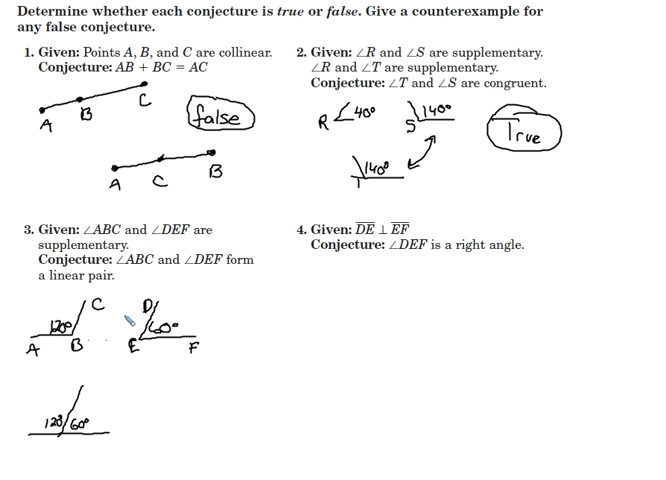 Determine whether each conjecture is true or false. Give a counterexample for
any false conjecture.
1. Given: Points A, B, and C are collinear.
Conjecture: AB + BC = AC
A B C
false
A C B
2. Given: ∠R and ∠S are supplementary.
∠R and ∠T are supplementary.
Conjecture: ∠T and ∠S are congruent.
R 40° S 140°
True
T 140°
3. Given: ∠ABC and ∠DEF are
supplementary.
Conjecture: ∠ABC and ∠DEF form
a linear pair.
C D
120° 60°
A B E F
120 60°
4. Given: D͞E ⊥ E͞F
Conjecture: ∠DEF is a right angle.